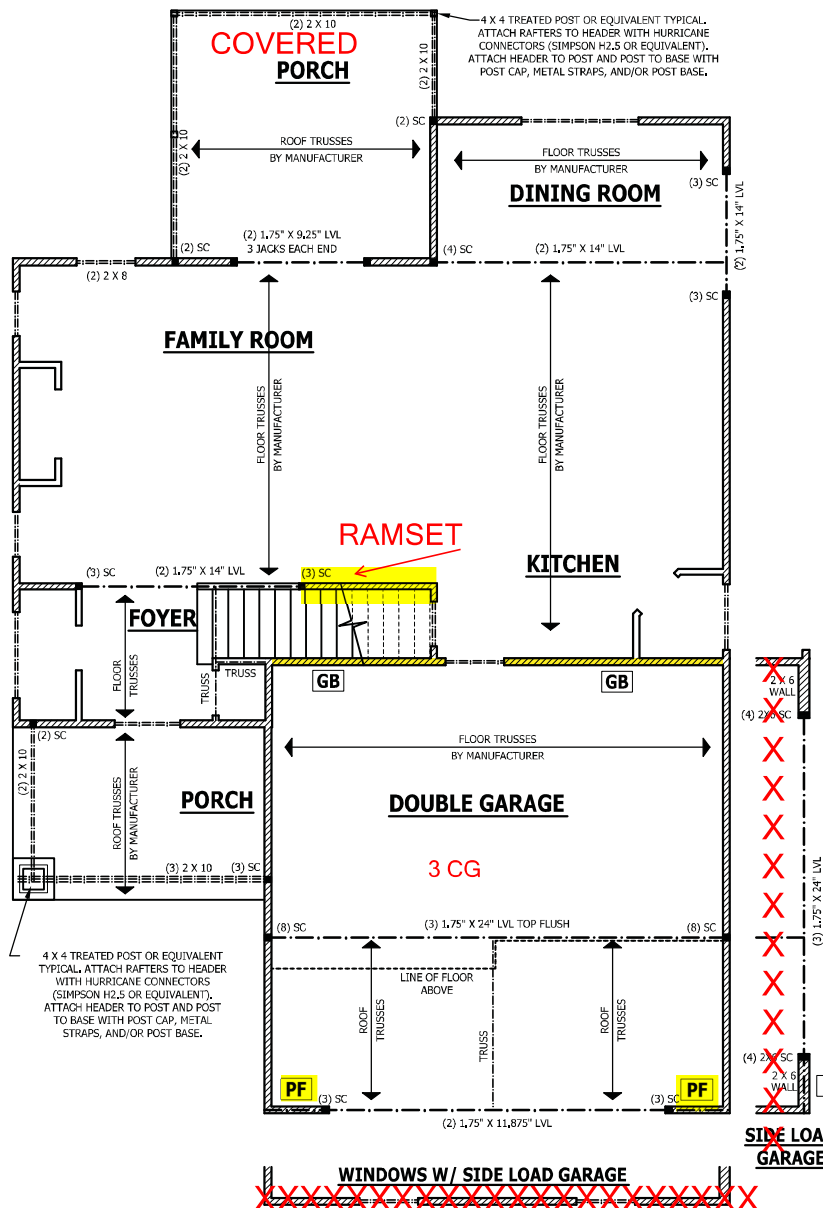 (2) 2 X 10
COVERED
PORCH
(2) 2 X 10
4 X 4 TREATED POST OR EQUIVALENT TYPICAL.
ATTACH RAFTERS TO HEADER WITH HURRICANE
CONNECTORS (SIMPSON H2.5 OR EQUIVALENT).
ATTACH HEADER TO POST AND POST TO BASE WITH
POST CAP, METAL STRAPS, AND/OR POST BASE.
(2) SC
(2) 2 X 10
ROOF TRUSSES
BY MANUFACTURER
FLOOR TRUSSES
BY MANUFACTURER
DINING ROOM
(3) SC
(2) 1.75" X 14" LVL
(2) SC
(2) 1.75" X 9.25" LVL
3 JACKS EACH END
(4) SC
(2) 1.75" X 14" LVL
(2) 2 X 8
(3) SC
FAMILY ROOM
FLOOR TRUSSES
BY MANUFACTURER
FLOOR TRUSSES
BY MANUFACTURER
RAMSET
KITCHEN
(3) SC
(2) 1.75" X 14" LVL
(3) SC
FOYER
FLOOR
TRUSSES
TRUSS
TRUSS
GB
GB
2 X 6
WALL
(4) 2X6 SC
(2) SC
(2) 2 X 10
ROOF TRUSSES
BY MANUFACTURER
PORCH
FLOOR TRUSSES
BY MANUFACTURER
DOUBLE GARAGE
3 CG
(3) 2 X 10
(3) SC
(8) SC
(3) 1.75" X 24" LVL TOP FLUSH
(8) SC
(3) 1.75" X 24" LVL
4 X 4 TREATED POST OR EQUIVALENT
TYPICAL. ATTACH RAFTERS TO HEADER
WITH HURRICANE CONNECTORS
(SIMPSON H2.5 OR EQUIVALENT).
ATTACH HEADER TO POST AND POST
TO BASE WITH POST CAP, METAL
STRAPS, AND/OR POST BASE.
LINE OF FLOOR
ABOVE
ROOF
TRUSSES
TRUSS
ROOF
TRUSSES
(4) 2X6 SC
2 X 6
WALL
PF
PF
(3) SC
(3) SC
(2) 1.75" X 11.875" LVL
SIDE LOA
GARAGE
WINDOWS W/ SIDE LOAD GARAGE
X X X X X X X X X X X X X
XXXXXXXXXXXXXXXXXX